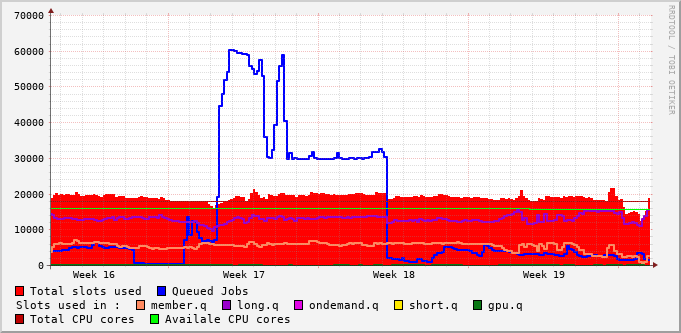 70000
60000
50000
40000
30000
20000
10000
0
Week 16 Week 17 Week 18 Week 19
Total slots used Queued Jobs
Slots used in : member.q long.q ondemand.q short.q gpu.q
Total CPU cores Availale CPU cores
RRDTOOL / TOBI OETIKER